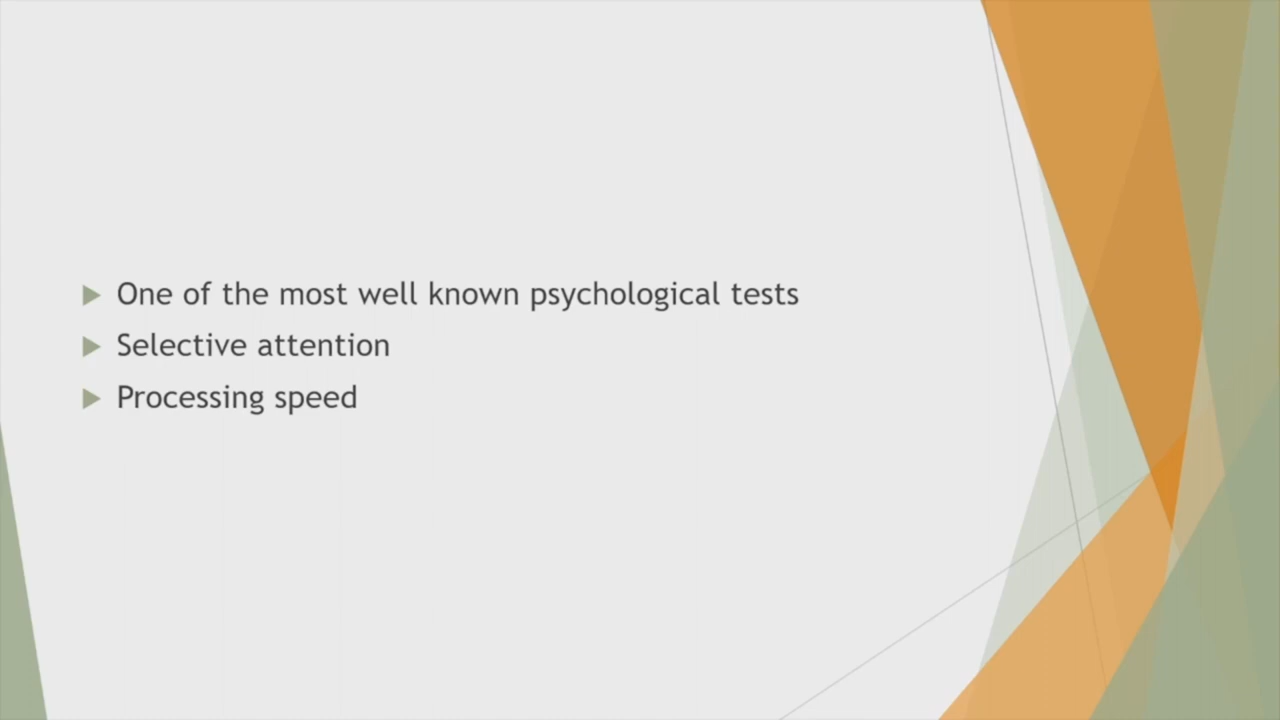 One of the most well known psychological tests
Selective attention
Processing speed